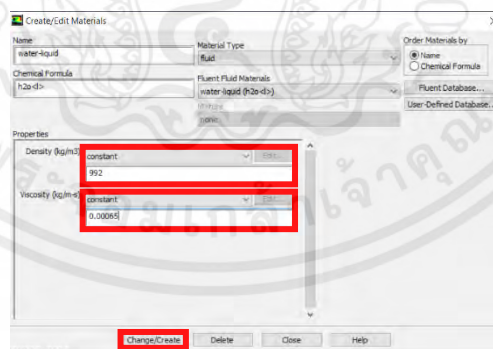 Create/Edit Materials
Name
water-liquid
Material Type
fluid
Order Materials by
Name
Chemical Formula
Chemical Formula
h2o<l>
Fluent Fluid Materials
water-liquid (h2o<l>)
Mixture
none
Fluent Database...
User-Defined Database...
Properties
Density (kg/m3)
constant
Edit...
992
Viscosity (kg/m-s)
constant
Edit...
0.00065
Change/Create
Delete
Close
Help